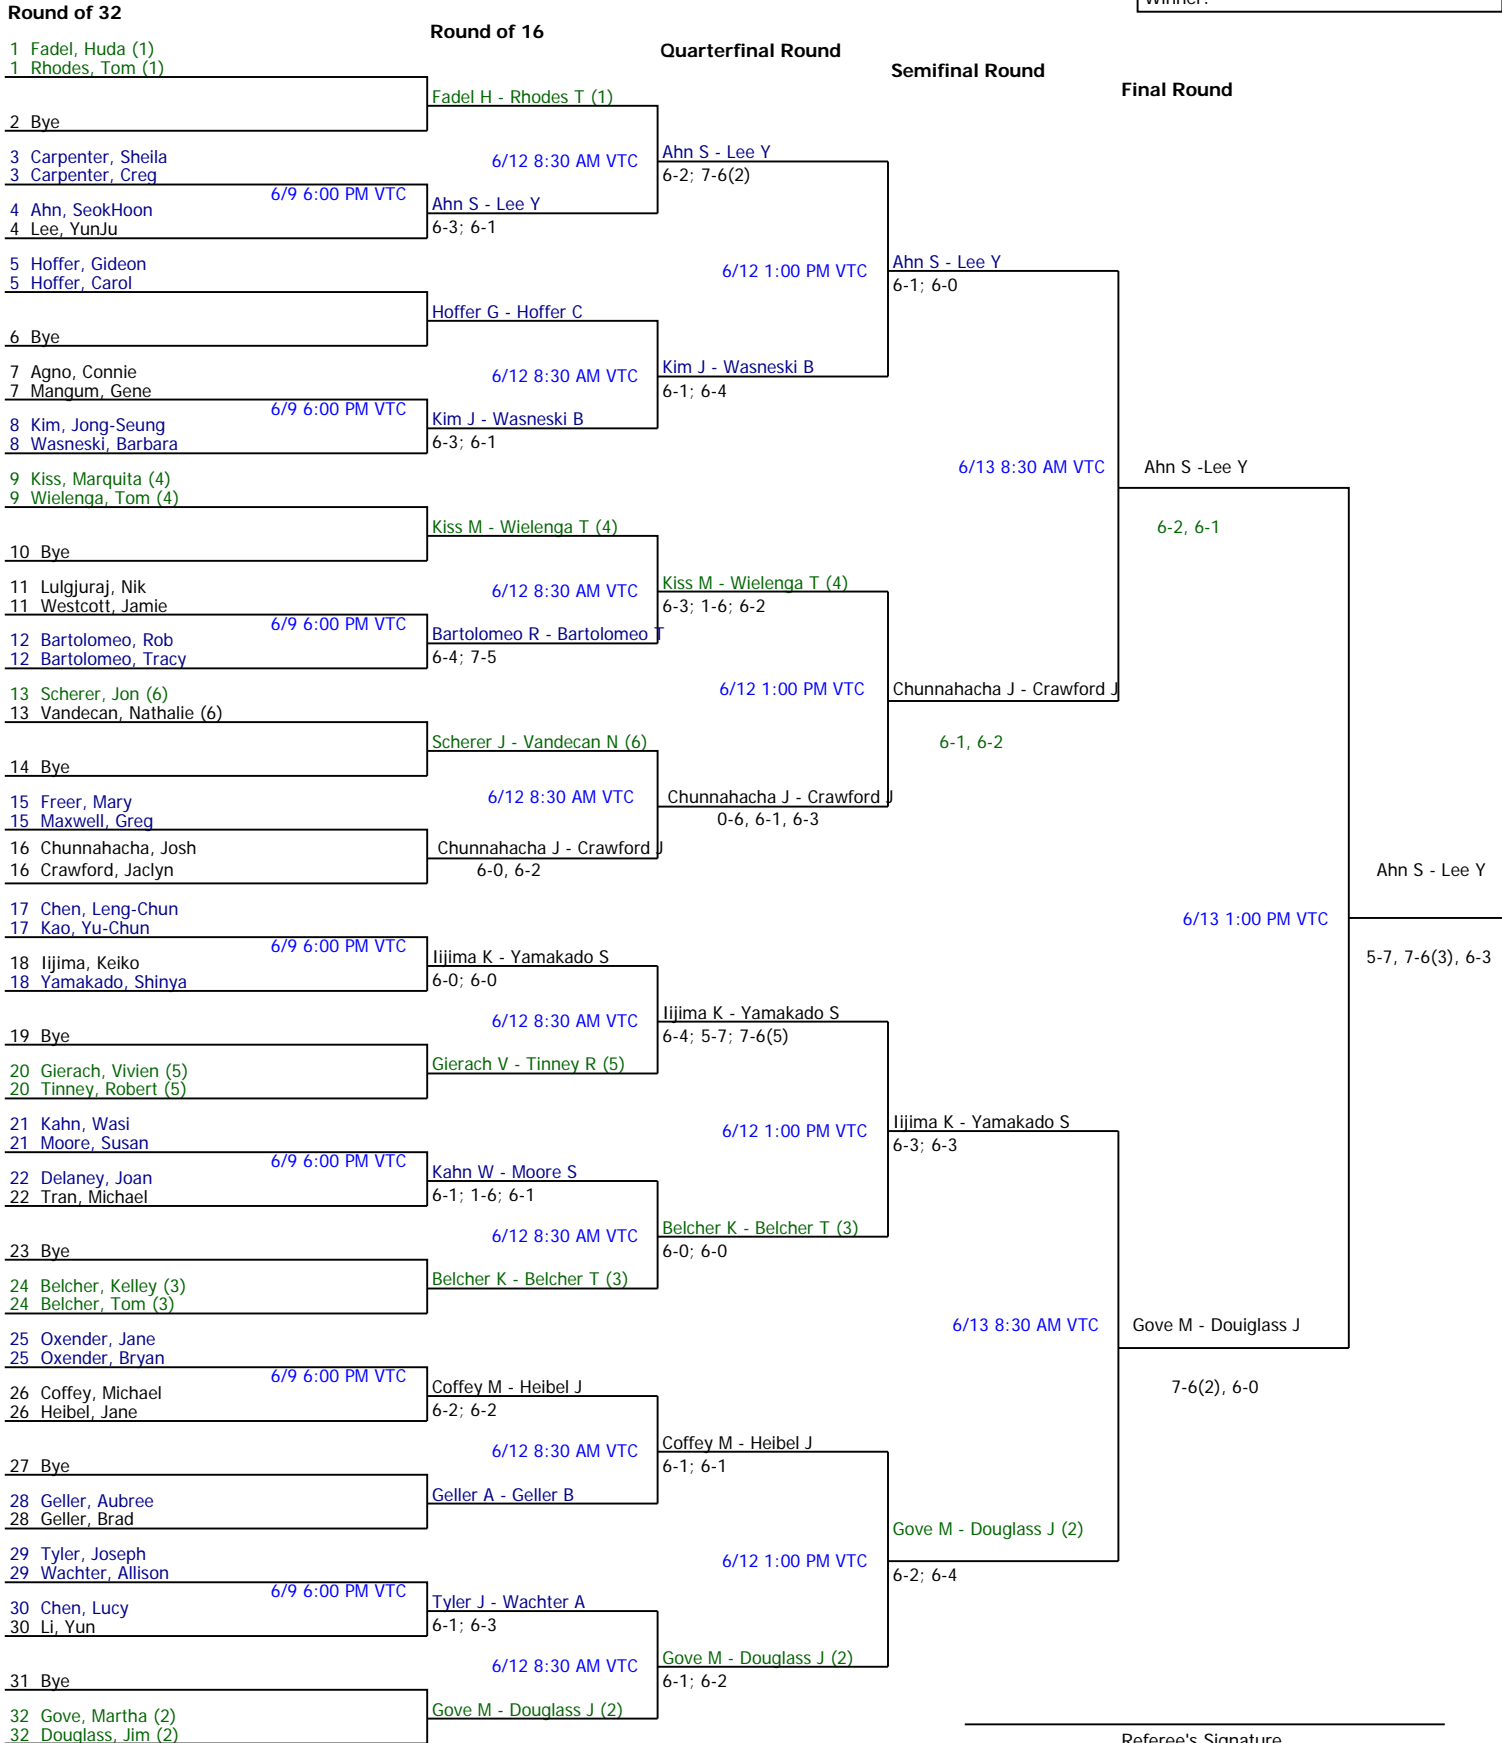 Winner:
Round of 32
Round of 16
Quarterfinal Round
Semifinal Round
Final Round
1 Fadel, Huda (1)
1 Rhodes, Tom (1)
2 Bye
3 Carpenter, Sheila
3 Carpenter, Creg
6/9 6:00 PM VTC
4 Ahn, SeokHoon
4 Lee, YunJu
5 Hoffer, Gideon
5 Hoffer, Carol
6 Bye
7 Agno, Connie
7 Mangum, Gene
6/9 6:00 PM VTC
8 Kim, Jong-Seung
8 Wasneski, Barbara
9 Kiss, Marquita (4)
9 Wielenga, Tom (4)
10 Bye
11 Lulgjuraj, Nik
11 Westcott, Jamie
6/9 6:00 PM VTC
12 Bartolomeo, Rob
12 Bartolomeo, Tracy
13 Scherer, Jon (6)
13 Vandecan, Nathalie (6)
14 Bye
15 Freer, Mary
15 Maxwell, Greg
16 Chunnahacha, Josh
16 Crawford, Jaclyn
17 Chen, Leng-Chun
17 Kao, Yu-Chun
6/9 6:00 PM VTC
18 Iijima, Keiko
18 Yamakado, Shinya
19 Bye
20 Gierach, Vivien (5)
20 Tinney, Robert (5)
21 Kahn, Wasi
21 Moore, Susan
6/9 6:00 PM VTC
22 Delaney, Joan
22 Tran, Michael
23 Bye
24 Belcher, Kelley (3)
24 Belcher, Tom (3)
25 Oxender, Jane
25 Oxender, Bryan
6/9 6:00 PM VTC
26 Coffey, Michael
26 Heibel, Jane
27 Bye
28 Geller, Aubree
28 Geller, Brad
29 Tyler, Joseph
29 Wachter, Allison
6/9 6:00 PM VTC
30 Chen, Lucy
30 Li, Yun
31 Bye
32 Gove, Martha (2)
32 Douglass, Jim (2)
Fadel H - Rhodes T (1)
6/12 8:30 AM VTC
Ahn S - Lee Y
6-3; 6-1
Hoffer G - Hoffer C
6/12 8:30 AM VTC
Kim J - Wasneski B
6-3; 6-1
Kiss M - Wielenga T (4)
6/12 8:30 AM VTC
Bartolomeo R - Bartolomeo T
6-4; 7-5
Scherer J - Vandecan N (6)
6/12 8:30 AM VTC
Chunnahacha J - Crawford J
6-0, 6-2
Iijima K - Yamakado S
6-0; 6-0
6/12 8:30 AM VTC
Gierach V - Tinney R (5)
Kahn W - Moore S
6-1; 1-6; 6-1
6/12 8:30 AM VTC
Belcher K - Belcher T (3)
Coffey M - Heibel J
6-2; 6-2
6/12 8:30 AM VTC
Geller A - Geller B
Tyler J - Wachter A
6-1; 6-3
6/12 8:30 AM VTC
Gove M - Douglass J (2)
Ahn S - Lee Y
6-2; 7-6(2)
6/12 1:00 PM VTC
Kim J - Wasneski B
6-1; 6-4
Kiss M - Wielenga T (4)
6-3; 1-6; 6-2
6/12 1:00 PM VTC
Chunnahacha J - Crawford J
0-6, 6-1, 6-3
Iijima K - Yamakado S
6-4; 5-7; 7-6(5)
6/12 1:00 PM VTC
Belcher K - Belcher T (3)
6-0; 6-0
Coffey M - Heibel J
6-1; 6-1
6/12 1:00 PM VTC
Gove M - Douglass J (2)
6-1; 6-2
Ahn S - Lee Y
6-1; 6-0
6/13 8:30 AM VTC
Chunnahacha J - Crawford J
6-1, 6-2
Iijima K - Yamakado S
6-3; 6-3
6/13 8:30 AM VTC
Gove M - Douglass J (2)
6-2; 6-4
Ahn S -Lee Y
6-2, 6-1
6/13 1:00 PM VTC
Gove M - Douiglass J
7-6(2), 6-0
Ahn S - Lee Y
5-7, 7-6(3), 6-3
Referee's Signature